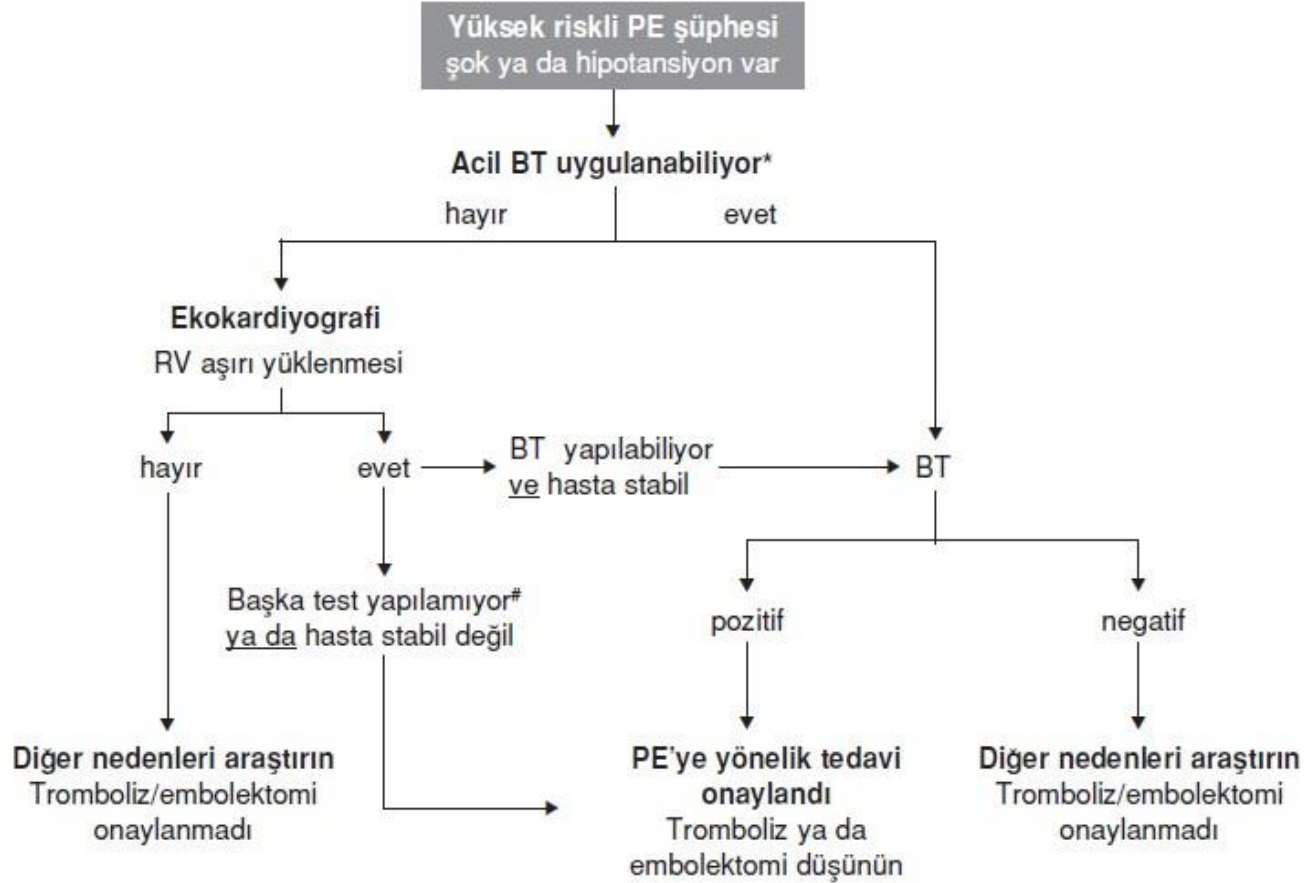 Yüksek riskli PE şüphesi
şok ya da hipotansiyon var
Acil BT uygulanabiliyor*
hayır
evet
Ekokardiyografi
RV aşırı yüklenmesi
hayır
evet
BT yapılabiliyor
ve hasta stabil
BT
Başka test yapılamıyor#
ya da hasta stabil değil
pozitif
negatif
Diğer nedenleri araştırın
Tromboliz/embolektomi
onaylanmadı
PE'ye yönelik tedavi
onaylandı
Tromboliz ya da
embolektomi düşünün
Diğer nedenleri araştırın
Tromboliz/embolektomi
onaylanmadı